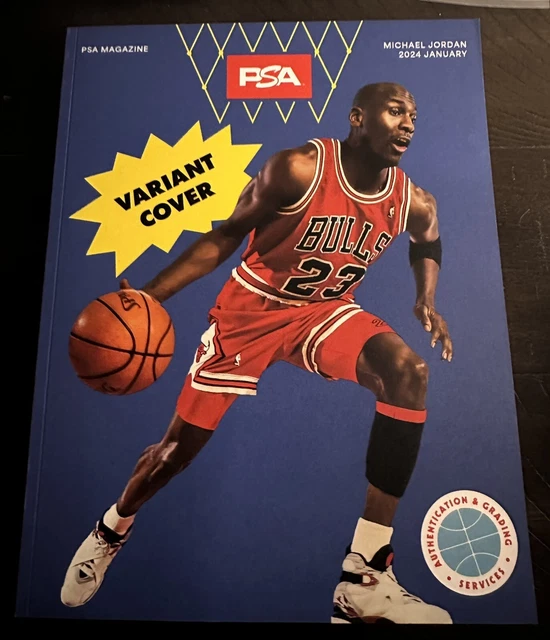 PSA MAGAZINE
MICHAEL JORDAN
2024 JANUARY
PSA
VARIANT
COVER
BULLS
23
AUTHENTICATION & GRADING
• SERVICES •